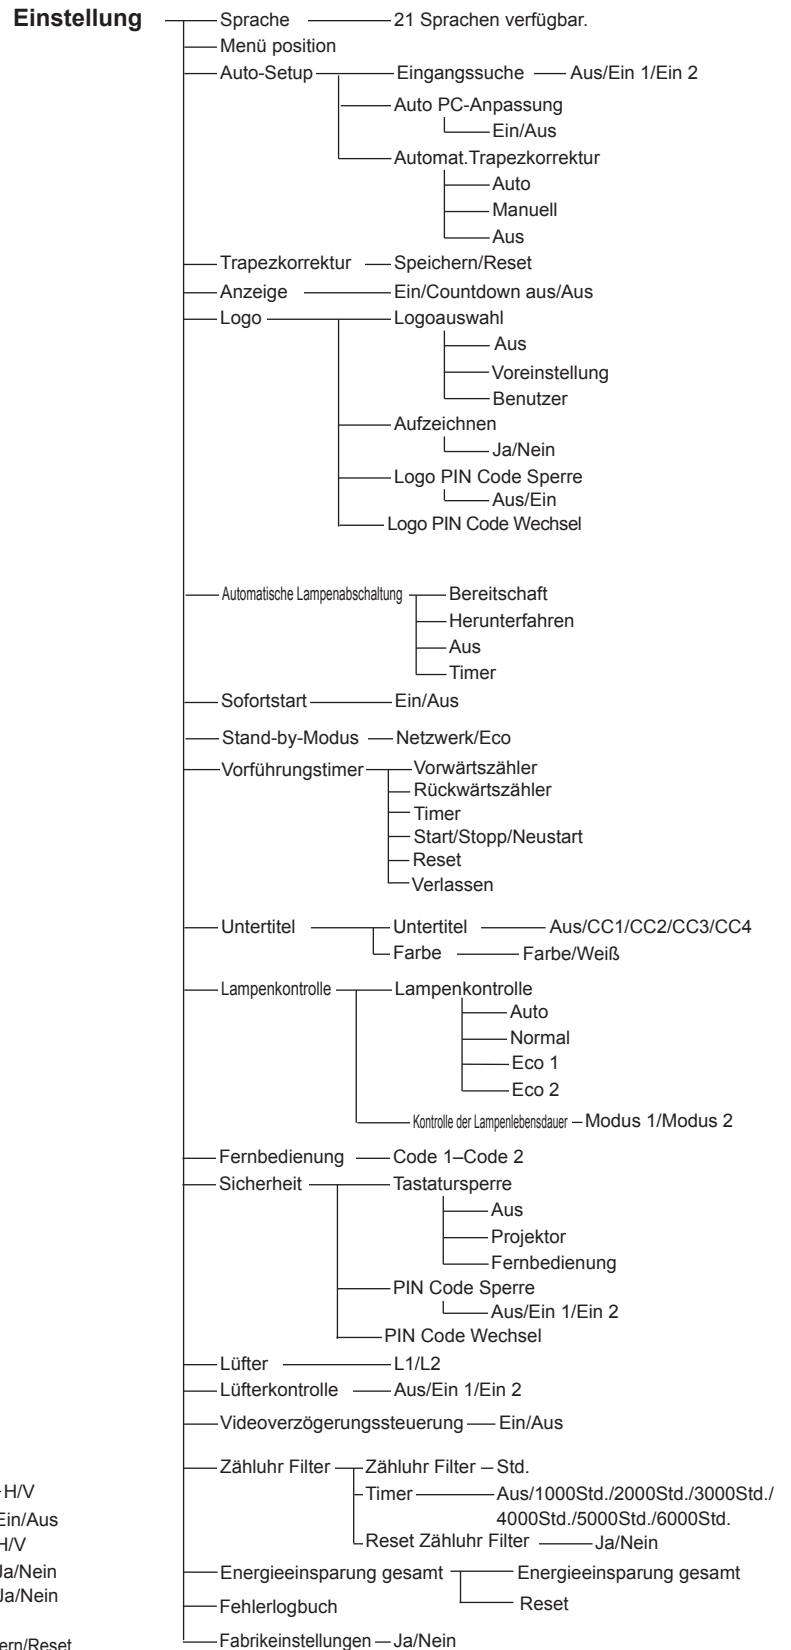 Einstellung
Sprache 21 Sprachen verfügbar.
Menü position
Auto-Setup Eingangssuche Aus/Ein 1/Ein 2
Auto PC-Anpassung
Ein/Aus
Automat.Trapezkorrektur
Auto
Manuell
Aus
Trapezkorrektur Speichern/Reset
Anzeige Ein/Countdown aus/Aus
Logo Logoauswahl
Aus
Voreinstellung
Benutzer
Aufzeichnen
Ja/Nein
Logo PIN Code Sperre
Aus/Ein
Logo PIN Code Wechsel
Automatische Lampenabschaltung Bereitschaft
Herunterfahren
Aus
Timer
Sofortstart Ein/Aus
Stand-by-Modus Netzwerk/Eco
Vorführungstimer Vorwärtszähler
Rückwärtszähler
Timer
Start/Stopp/Neustart
Reset
Verlassen
Untertitel Untertitel Aus/CC1/CC2/CC3/CC4
Farbe Farbe/Weiß
Lampenkontrolle Lampenkontrolle
Auto
Normal
Eco 1
Eco 2
Kontrolle der Lampenlebensdauer Modus 1/Modus 2
Fernbedienung Code 1–Code 2
Sicherheit Tastatursperre
Aus
Projektor
Fernbedienung
PIN Code Sperre
Aus/Ein 1/Ein 2
PIN Code Wechsel
Lüfter L1/L2
Lüfterkontrolle Aus/Ein 1/Ein 2
Videoverzögerungssteuerung Ein/Aus
Zähluhr Filter Zähluhr Filter Std.
H/V
Timer Aus/1000Std./2000Std./3000Std./
4000Std./5000Std./6000Std.
Ein/Aus
Reset Zähluhr Filter Ja/Nein
H/V
Energieeinsparung gesamt Energieeinsparung gesamt
Ja/Nein
Ja/Nein
Reset
Fehlerlogbuch
Fabrikeinstellungen Ja/Nein
ern/Reset